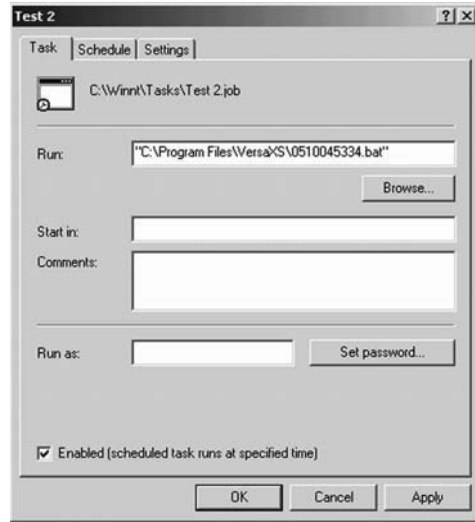 Test 2
Task Schedule Settings
C:\Winnt\Tasks\Test 2.job
Run: "C:\Program Files\VersaXS\0510045334.bat"
Browse...
Start in:
Comments:
Run as: Set password...
Enabled (scheduled task runs at specified time)
OK Cancel Apply